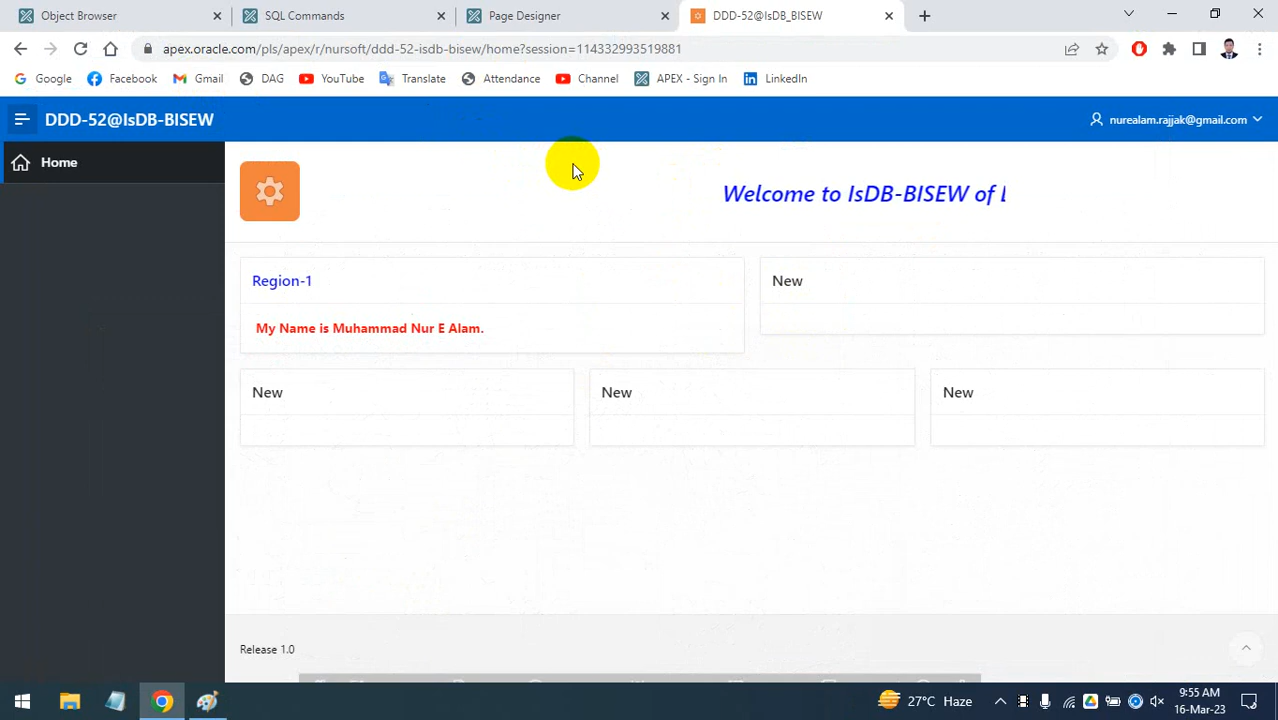 Object Browser
SQL Commands
Page Designer
DDD-52@IsDB_BISEW
apex.oracle.com/pls/apex/r/nursoft/ddd-52-isdb-bisew/home?session=114332993519881
Google
Facebook
Gmail
DAG
YouTube
Translate
Attendance
Channel
APEX - Sign In
LinkedIn
DDD-52@IsDB-BISEW
nurealam.rajjak@gmail.com
Home
Welcome to IsDB-BISEW of
Region-1
New
My Name is Muhammad Nur E Alam.
New
New
New
Release 1.0
27°C Haze
9:55 AM
16-Mar-23